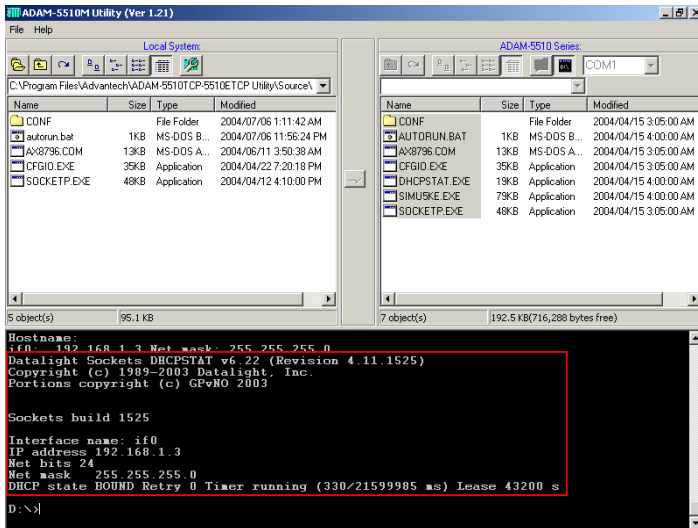 ADAM-5510M Utility (Ver 1.21)
File Help
Local System:
C:\Program Files\Advantech\ADAM-5510TCP-5510ETCP Utility\Source\
Name Size Type Modified
CONF File Folder 2004/07/06 1:11:42 AM
autorun.bat 1KB MS-DOS B... 2004/07/06 11:56:24 PM
AX8796.COM 13KB MS-DOS A... 2004/06/11 3:50:38 AM
CFGIO.EXE 35KB Application 2004/04/22 7:20:18 PM
SOCKETP.EXE 48KB Application 2004/04/12 4:10:00 PM
5 object(s) 95.1 KB
ADAM-5510 Series:
COM1
Name Size Type Modified
CONF File Folder 2004/04/15 3:05:00 AM
AUTORUN.BAT 1KB MS-DOS B... 2004/04/15 4:00:00 AM
AX8796.COM 13KB MS-DOS A... 2004/04/15 3:05:00 AM
CFGIO.EXE 35KB Application 2004/04/15 3:05:00 AM
DHCPSTAT.EXE 19KB Application 2004/04/15 4:00:00 AM
SIMU5KE.EXE 79KB Application 2004/04/15 4:00:00 AM
SOCKETP.EXE 48KB Application 2004/04/15 3:05:00 AM
7 object(s) 192.5 KB(716,288 bytes free)
Hostname:
if0: 192.168.1.3 Net mask: 255.255.255.0
Datalight Sockets DHCPSTAT v6.22 (Revision 4.11.1525)
Copyright (c) 1989-2003 Datalight, Inc.
Portions copyright (c) GPvNO 2003
Sockets build 1525
Interface name: if0
IP address 192.168.1.3
Net bits 24
Net mask 255.255.255.0
DHCP state BOUND Retry 0 Timer running (330/21599985 ms) Lease 43200 s
D:\>